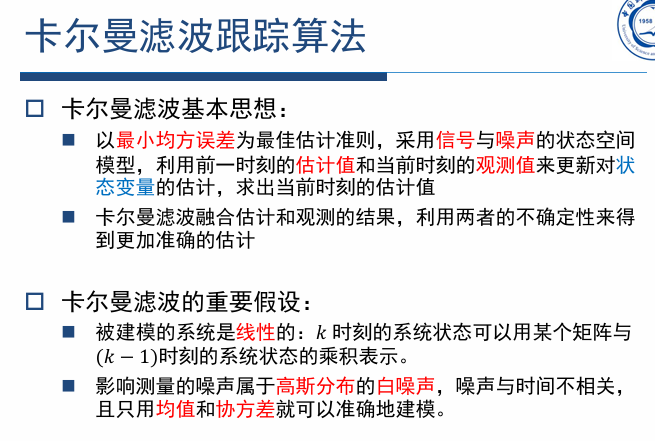 卡尔曼滤波跟踪算法
1958
卡尔曼滤波基本思想：
以最小均方误差为最佳估计准则，采用信号与噪声的状态空间
模型，利用前一时刻的估计值和当前时刻的观测值来更新对状
态变量的估计，求出当前时刻的估计值
卡尔曼滤波融合估计和观测的结果，利用两者的不确定性来得
到更加准确的估计
卡尔曼滤波的重要假设：
被建模的系统是线性的：k 时刻的系统状态可以用某个矩阵与
(k − 1)时刻的系统状态的乘积表示。
影响测量的噪声属于高斯分布的白噪声，噪声与时间不相关，
且只用均值和协方差就可以准确地建模。